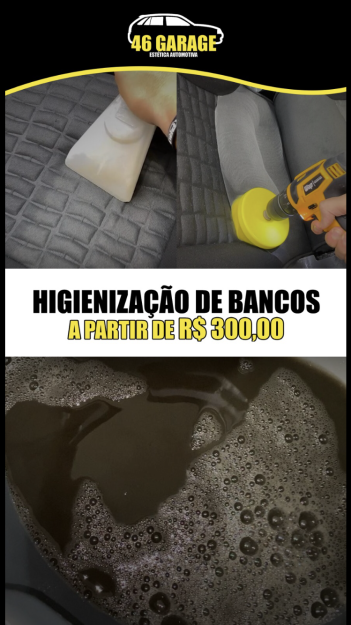 46 GARAGE
ESTÉTICA AUTOMOTIVA
HIGIENIZAÇÃO DE BANCOS
A PARTIR DE R$ 300,00